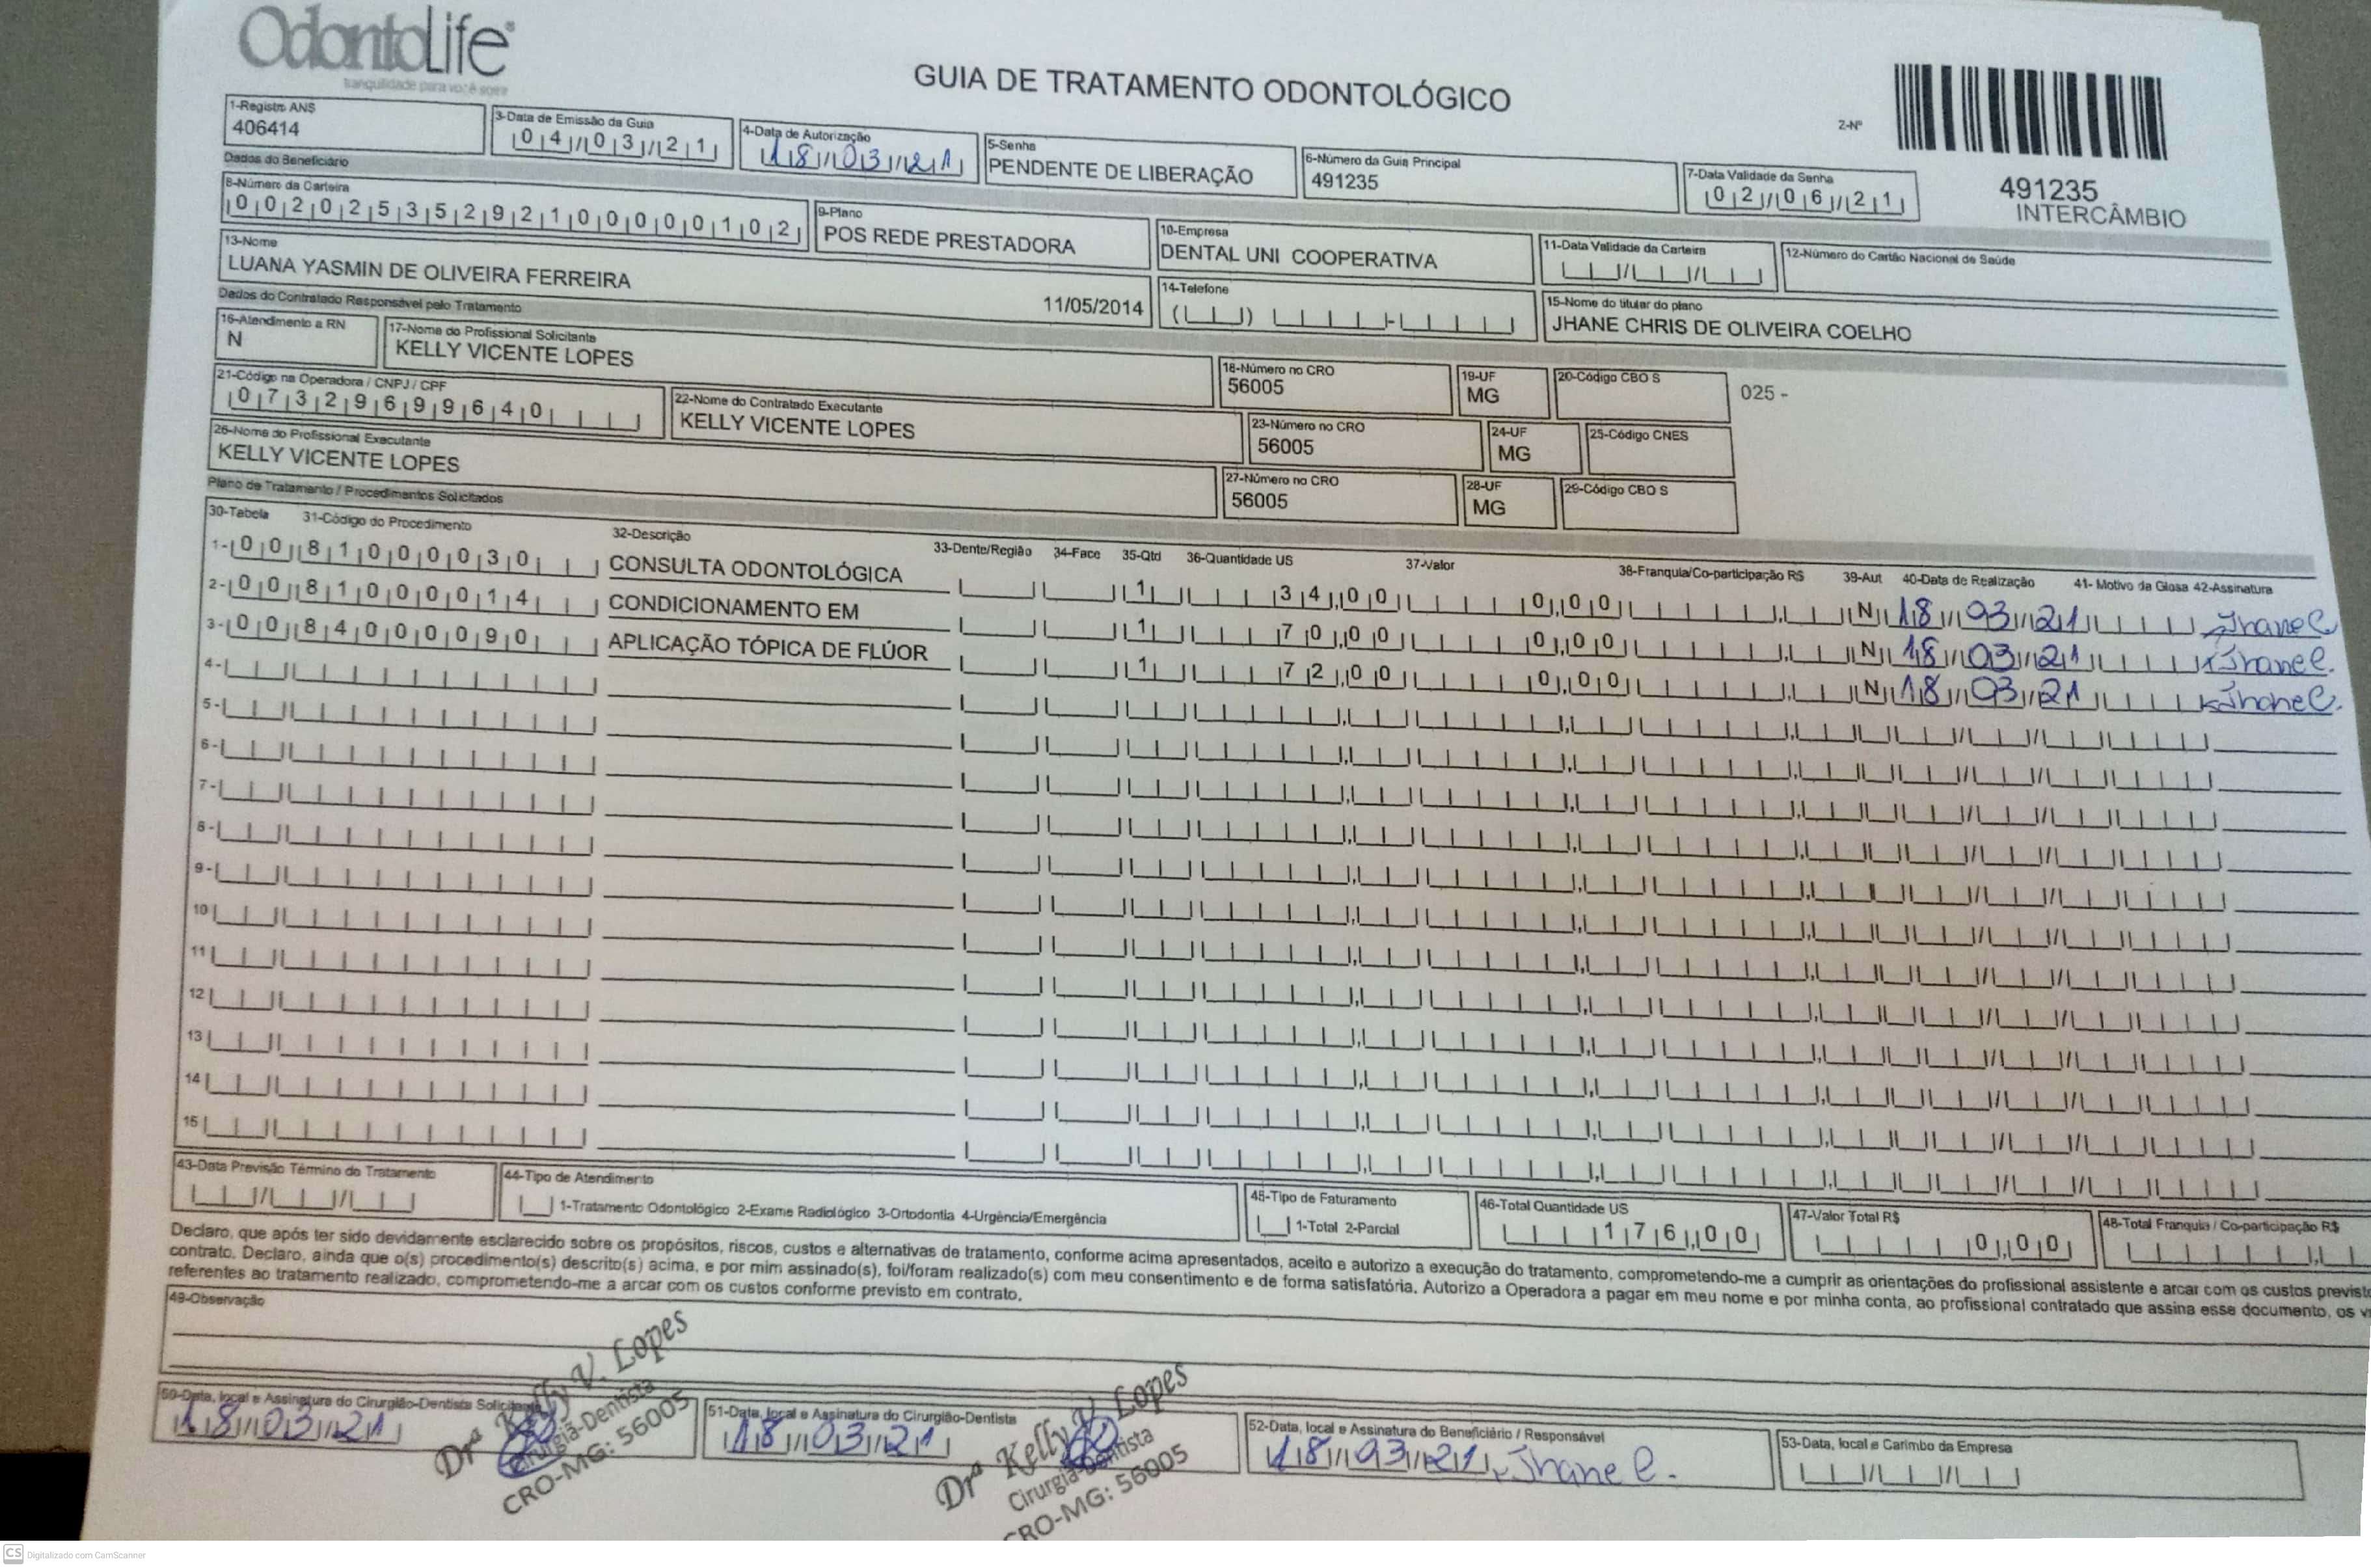 OdontoLife®
tranquilidade para você sorrir
GUIA DE TRATAMENTO ODONTOLÓGICO
2-Nº
491235
INTERCÂMBIO
1-Registro ANS
406414
3-Data de Emissão da Guia
04/03/21
4-Data de Autorização
18/03/21
5-Senha
PENDENTE DE LIBERAÇÃO
6-Número da Guia Principal
491235
7-Data Validade da Senha
02/06/21
Dados do Beneficiário
8-Número da Carteira
00202535292100000102
9-Plano
POS REDE PRESTADORA
10-Empresa
DENTAL UNI COOPERATIVA
11-Data Validade da Carteira
12-Número do Cartão Nacional de Saúde
13-Nome
LUANA YASMIN DE OLIVEIRA FERREIRA
11/05/2014
14-Telefone
15-Nome do titular do plano
JHANE CHRIS DE OLIVEIRA COELHO
Dados do Contratado Responsável pelo Tratamento
16-Atendimento a RN
N
17-Nome do Profissional Solicitante
KELLY VICENTE LOPES
18-Número no CRO
56005
19-UF
MG
20-Código CBO S
025 -
21-Código na Operadora / CNPJ / CPF
07329699640
22-Nome do Contratado Executante
KELLY VICENTE LOPES
23-Número no CRO
56005
24-UF
MG
25-Código CNES
26-Nome do Profissional Executante
KELLY VICENTE LOPES
27-Número no CRO
56005
28-UF
MG
29-Código CBO S
Plano de Tratamento / Procedimentos Solicitados
30-Tabela 31-Código do Procedimento 32-Descrição 33-Dente/Região 34-Face 35-Qtd 36-Quantidade US 37-Valor 38-Franquia/Co-participação R$ 39-Aut 40-Data de Realização 41- Motivo da Glosa 42-Assinatura
1- 00 81000030 CONSULTA ODONTOLÓGICA 1 34,00 0,00 N 18/03/21 Jhane C.
2- 00 81000014 CONDICIONAMENTO EM 1 70,00 0,00 N 18/03/21 Jhane C.
3- 00 84000090 APLICAÇÃO TÓPICA DE FLÚOR 1 72,00 0,00 N 18/03/21 Jhane C.
4-
5-
6-
7-
8-
9-
10
11
12
13
14
15
43-Data Previsão Término do Tratamento
44-Tipo de Atendimento
1-Tratamento Odontológico 2-Exame Radiológico 3-Ortodontia 4-Urgência/Emergência
45-Tipo de Faturamento
1-Total 2-Parcial
46-Total Quantidade US
176,00
47-Valor Total R$
0,00
48-Total Franquia / Co-participação R$
Declaro, que após ter sido devidamente esclarecido sobre os propósitos, riscos, custos e alternativas de tratamento, conforme acima apresentados, aceito e autorizo a execução do tratamento, comprometendo-me a cumprir as orientações do profissional assistente e arcar com os custos
contrato. Declaro, ainda que o(s) procedimento(s) descrito(s) acima, e por mim assinado(s), foi/foram realizado(s) com meu consentimento e de forma satisfatória. Autorizo a Operadora a pagar em meu nome e por minha conta, ao profissional contratado que assina esse documento, os
referentes ao tratamento realizado, comprometendo-me a arcar com os custos conforme previsto em contrato.
49-Observação
50-Data, local e Assinatura do Cirurgião-Dentista Solicitante
18/03/21
Drª Kelly V. Lopes
Cirurgiã-Dentista
CRO-MG: 56005
51-Data, local e Assinatura do Cirurgião-Dentista
18/03/21
Drª Kelly V. Lopes
Cirurgiã-Dentista
CRO-MG: 56005
52-Data, local e Assinatura do Beneficiário / Responsável
18/03/21 Jhane C.
53-Data, local e Carimbo da Empresa
CS Digitalizado com CamScanner